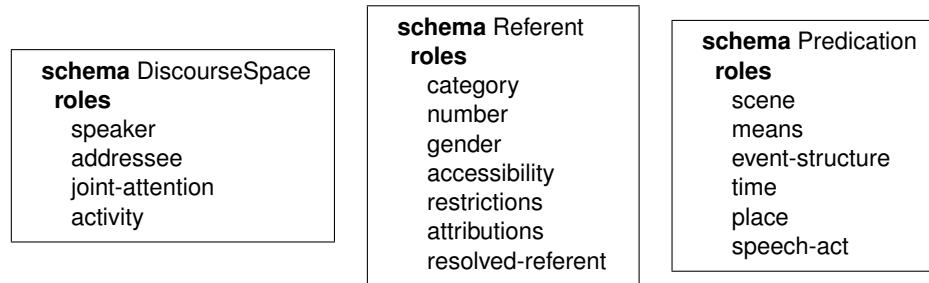 schema DiscourseSpace
roles
speaker
addressee
joint-attention
activity
schema Referent
roles
category
number
gender
accessibility
restrictions
attributions
resolved-referent
schema Predication
roles
scene
means
event-structure
time
place
speech-act